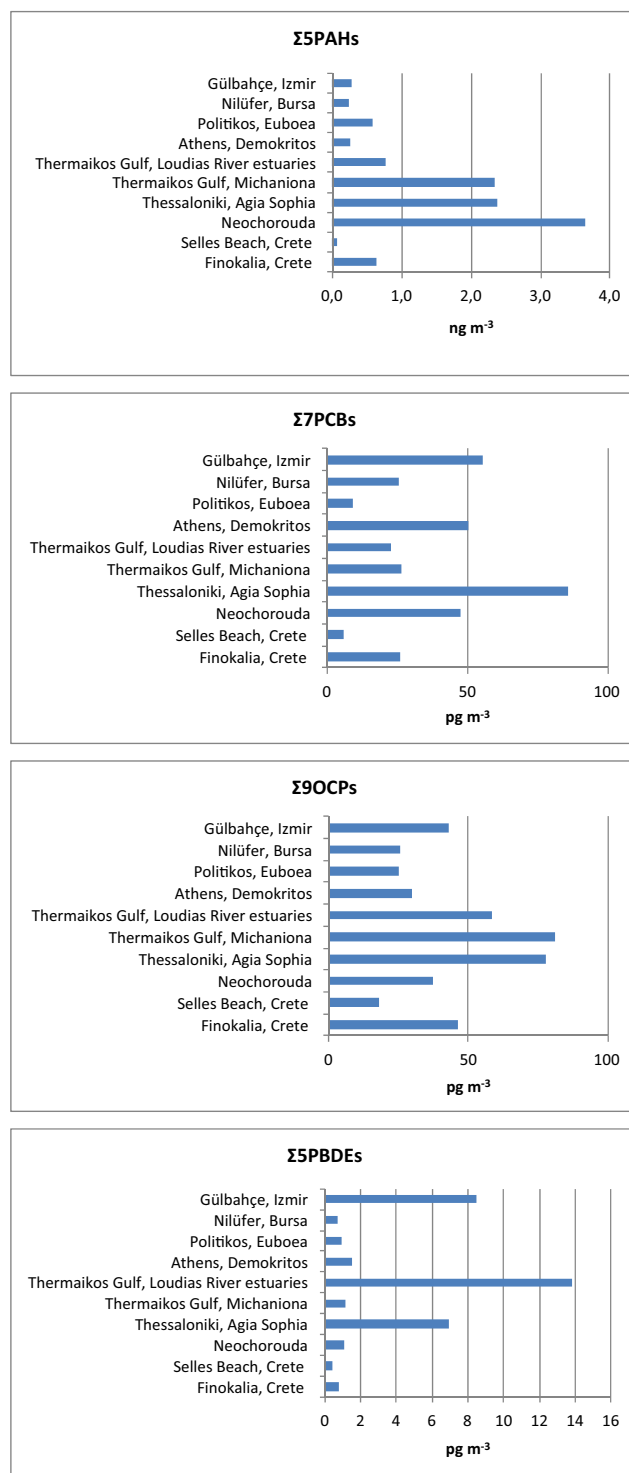 Σ5PAHs
Gülbahçe, Izmir
Nilüfer, Bursa
Politikos, Euboea
Athens, Demokritos
Thermaikos Gulf, Loudias River estuaries
Thermaikos Gulf, Michaniona
Thessaloniki, Agia Sophia
Neochorouda
Selles Beach, Crete
Finokalia, Crete
0,0 1,0 2,0 3,0 4,0
ng m⁻³
Σ7PCBs
Gülbahçe, Izmir
Nilüfer, Bursa
Politikos, Euboea
Athens, Demokritos
Thermaikos Gulf, Loudias River estuaries
Thermaikos Gulf, Michaniona
Thessaloniki, Agia Sophia
Neochorouda
Selles Beach, Crete
Finokalia, Crete
0 50 100
pg m⁻³
Σ9OCPs
Gülbahçe, Izmir
Nilüfer, Bursa
Politikos, Euboea
Athens, Demokritos
Thermaikos Gulf, Loudias River estuaries
Thermaikos Gulf, Michaniona
Thessaloniki, Agia Sophia
Neochorouda
Selles Beach, Crete
Finokalia, Crete
0 50 100
pg m⁻³
Σ5PBDEs
Gülbahçe, Izmir
Nilüfer, Bursa
Politikos, Euboea
Athens, Demokritos
Thermaikos Gulf, Loudias River estuaries
Thermaikos Gulf, Michaniona
Thessaloniki, Agia Sophia
Neochorouda
Selles Beach, Crete
Finokalia, Crete
0 2 4 6 8 10 12 14 16
pg m⁻³